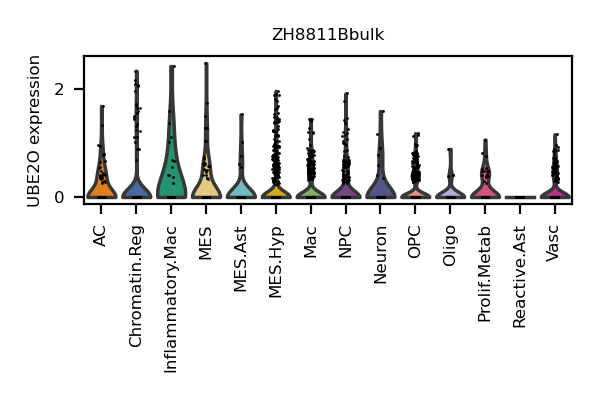 ZH8811Bbulk
UBE2O expression
2
0
AC
Chromatin.Reg
Inflammatory.Mac
MES
MES.Ast
MES.Hyp
Mac
NPC
Neuron
OPC
Oligo
Prolif.Metab
Reactive.Ast
Vasc